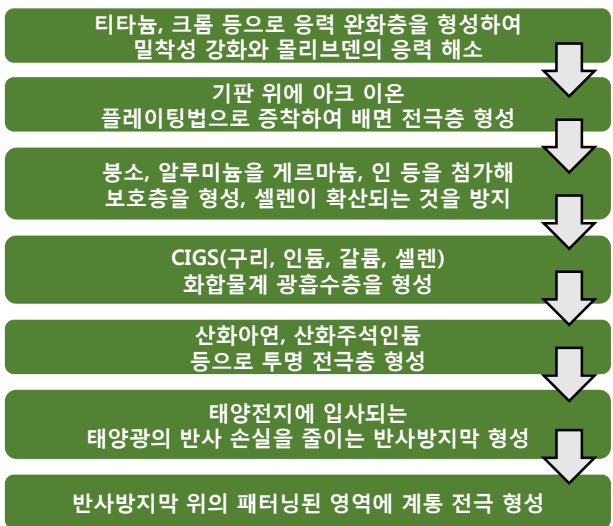 티타늄, 크롬 등으로 응력 완화층을 형성하여
밀착성 강화와 몰리브덴의 응력 해소
기판 위에 아크 이온
플레이팅법으로 증착하여 배면 전극층 형성
붕소, 알루미늄을 게르마늄, 인 등을 첨가해
보호층을 형성, 셀렌이 확산되는 것을 방지
CIGS(구리, 인듐, 갈륨, 셀렌)
화합물계 광흡수층을 형성
산화아연, 산화주석인듐
등으로 투명 전극층 형성
태양전지에 입사되는
태양광의 반사 손실을 줄이는 반사방지막 형성
반사방지막 위의 패터닝된 영역에 계통 전극 형성